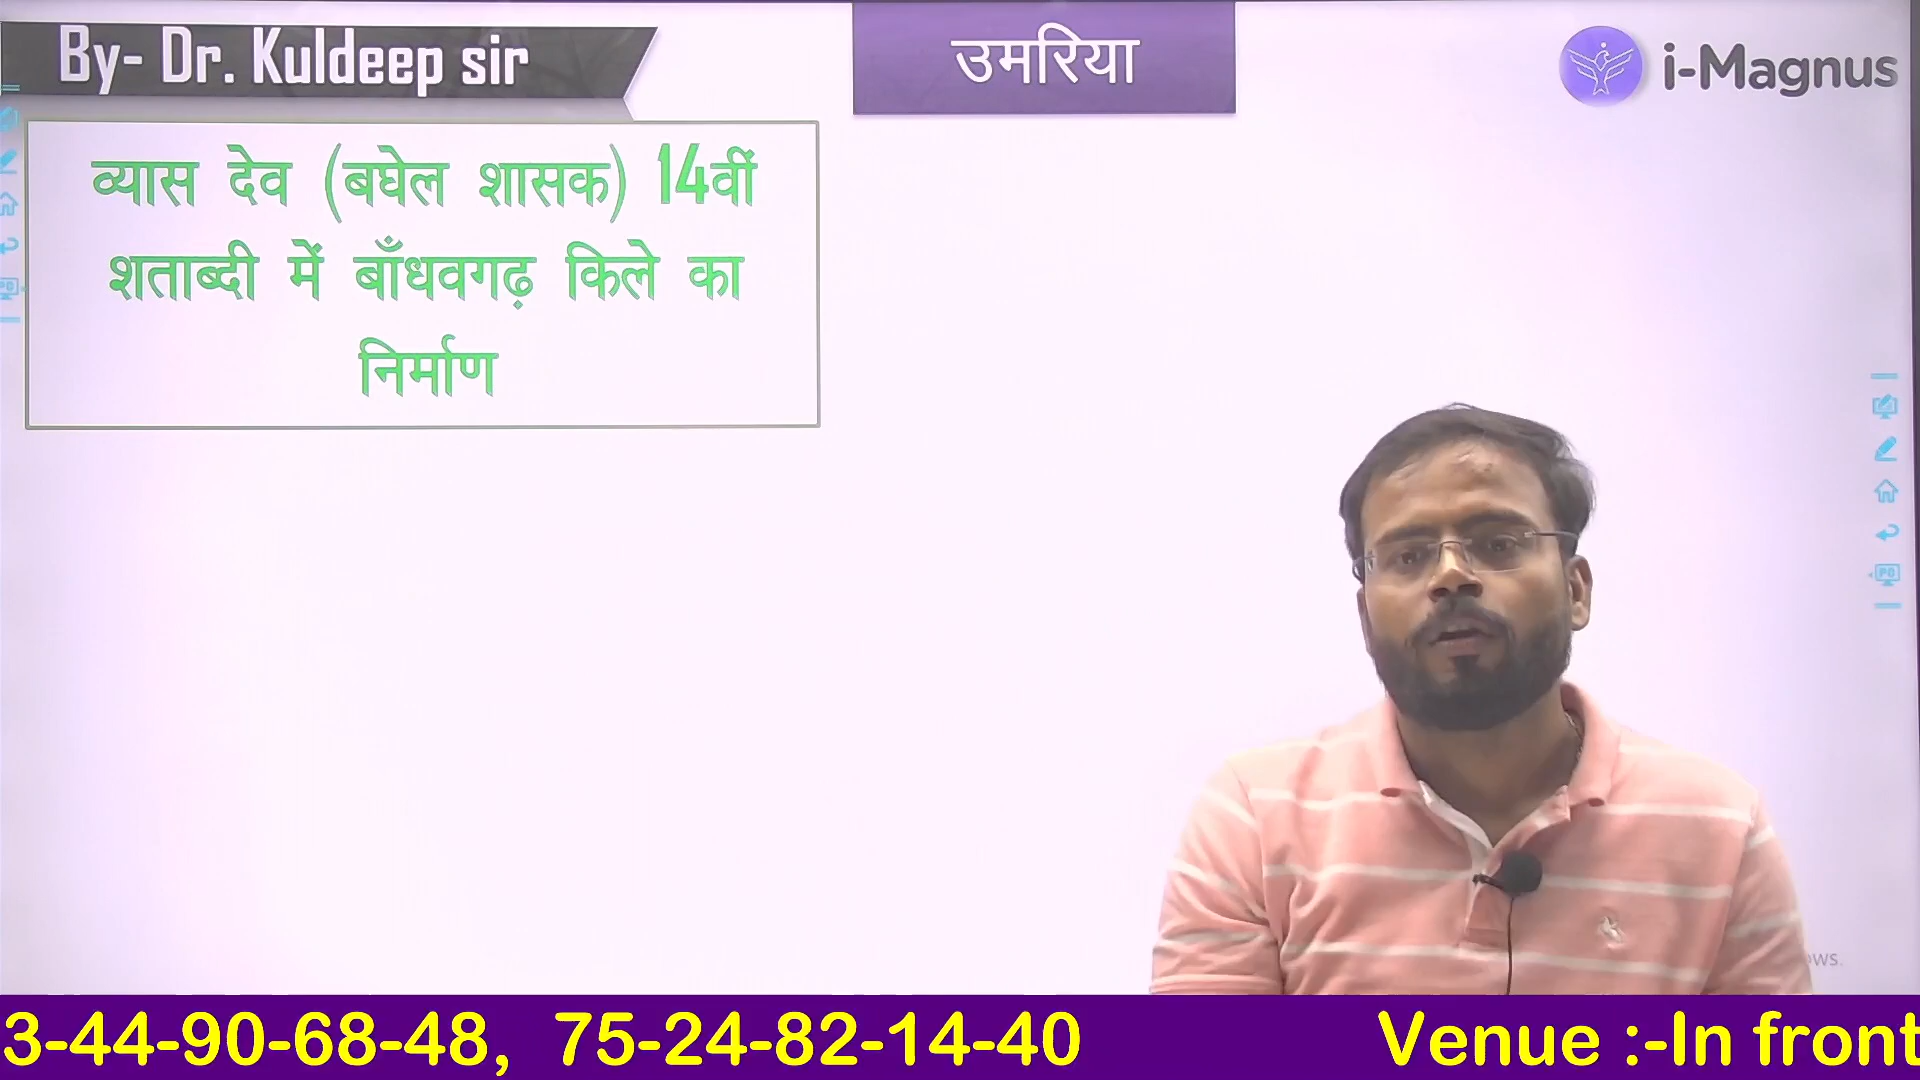 By- Dr. Kuldeep sir
उमरिया
i-Magnus
व्यास देव (बघेल शासक) 14वीं
शताब्दी में बाँधवगढ़ किले का
निर्माण
3-44-90-68-48, 75-24-82-14-40
Venue :-In front